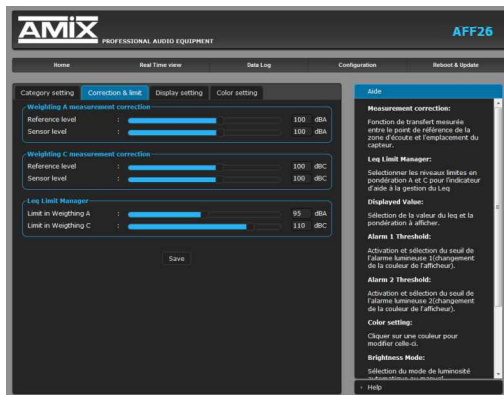 AMIX
PROFESSIONAL AUDIO EQUIPMENT
AFF26
Home
Real Time view
Data Log
Configuration
Reboot & Update
Category setting
Correction & limit
Display setting
Color setting
Weighting A measurement correction
Reference level : 100 dBA
Sensor level : 100 dBA
Weighting C measurement correction
Reference level : 100 dBC
Sensor level : 100 dBC
Leq Limit Manager
Limit in Weigthing A : 95 dBA
Limit in Weigthing C : 110 dBC
Save
Aide
Measurement correction:
Fonction de transfert mesurée
entre le point de référence de la
zone d'écoute et l'emplacement du
capteur.
Leq Limit Manager:
Selectionner les niveaux limites en
pondération A et C pour l'indicateur
d'aide à la gestion du Leq
Displayed Value:
Sélection de la valeur du leq et la
pondération à afficher.
Alarm 1 Threshold:
Activation et sélection du seuil de
l'alarme lumineuse 1(changement
de la couleur de l'afficheur).
Alarm 2 Threshold:
Activation et sélection du seuil de
l'alarme lumineuse 2(changement
de la couleur de l'afficheur).
Color setting:
Cliquer sur une couleur pour
modifier celle-ci.
Brightness Mode:
Sélection du mode de luminosité
automatique ou manuel
Help